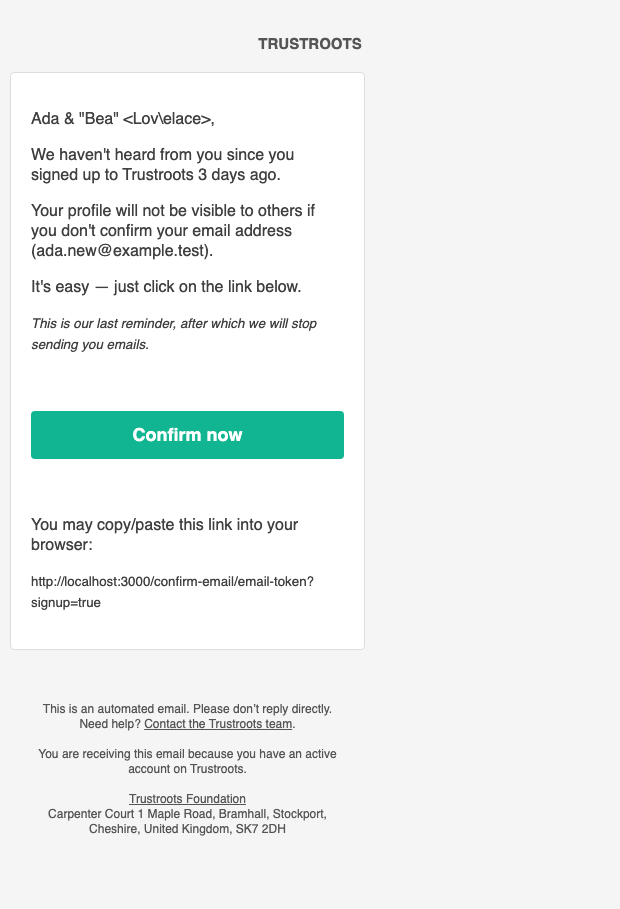 TRUSTROOTS
Ada & "Bea" <Lov\elace>,
We haven't heard from you since you
signed up to Trustroots 3 days ago.
Your profile will not be visible to others if
you don't confirm your email address
(ada.new@example.test).
It's easy — just click on the link below.
This is our last reminder, after which we will stop
sending you emails.
Confirm now
You may copy/paste this link into your
browser:
http://localhost:3000/confirm-email/email-token?
signup=true
This is an automated email. Please don’t reply directly.
Need help? Contact the Trustroots team.
You are receiving this email because you have an active
account on Trustroots.
Trustroots Foundation
Carpenter Court 1 Maple Road, Bramhall, Stockport,
Cheshire, United Kingdom, SK7 2DH